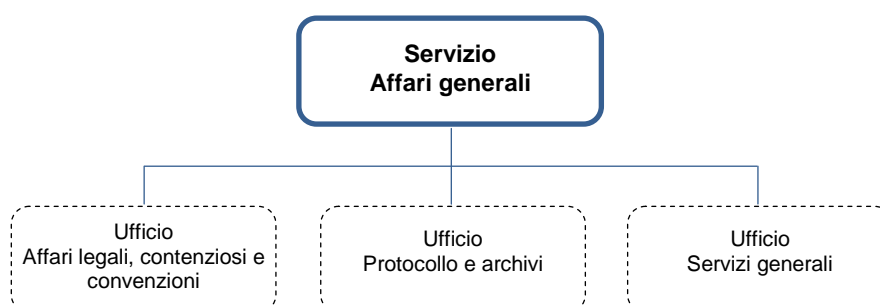 Servizio
Affari generali
Ufficio
Affari legali, contenziosi e
convenzioni
Ufficio
Protocollo e archivi
Ufficio
Servizi generali